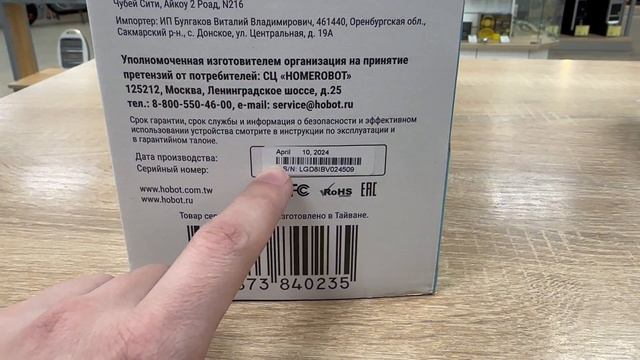 Чубей Сити, Айкоу 2 Роад, N216
Импортер: ИП Булгаков Виталий Владимирович, 461440, Оренбургская обл.,
Сакмарский р-н., с. Донское, ул. Центральная, д. 19А
Уполномоченная изготовителем организация на принятие
претензий от потребителей: СЦ «HOMEROBOT»
125212, Москва, Ленинградское шоссе, д.25
тел.: 8-800-550-46-00, e-mail: service@hobot.ru
Срок гарантии, срок службы и информация о безопасности и эффективном
использовании устройства смотрите в инструкции по эксплуатации и
в гарантийном талоне.
Дата производства: April 10, 2024
Серийный номер: S/N: LGD8IBV024509
www.hobot.com.tw FC RoHS EAC
www.hobot.ru
Товар изготовлено в Тайване.
840235